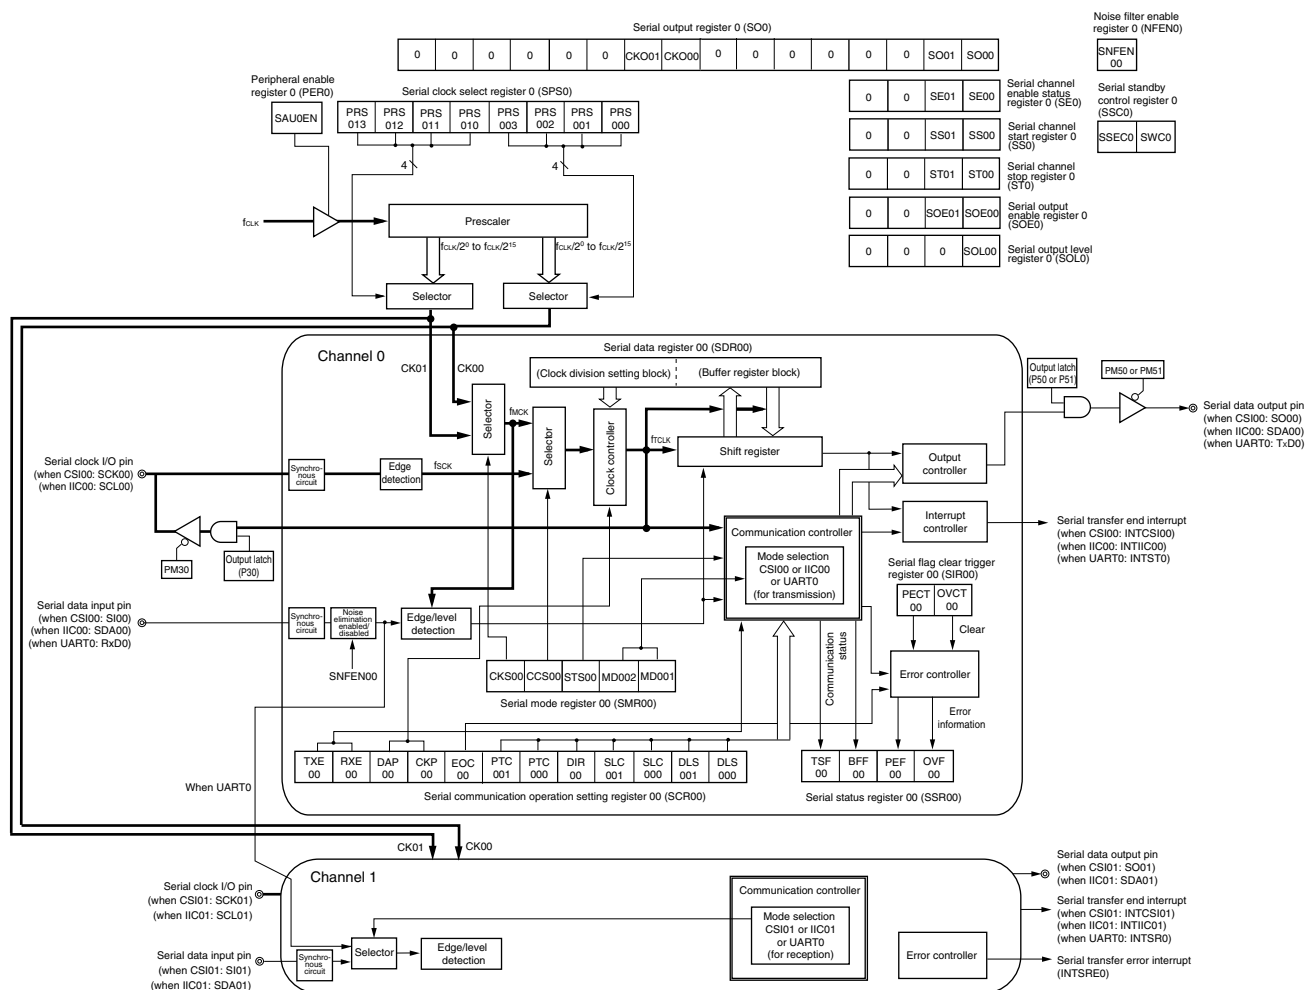 Serial output register 0 (SO0)
0 0 0 0 0 0 CKO01 CKO00 0 0 0 0 0 0 SO01 SO00
Noise filter enable
register 0 (NFEN0)
SNFEN
00
Peripheral enable
register 0 (PER0)
SAU0EN
Serial clock select register 0 (SPS0)
PRS
013
PRS
012
PRS
011
PRS
010
PRS
003
PRS
002
PRS
001
PRS
000
0 0 SE01 SE00
Serial channel
enable status
register 0 (SE0)
Serial standby
control register 0
(SSC0)
SSEC0 SWC0
0 0 SS01 SS00
Serial channel
start register 0
(SS0)
0 0 ST01 ST00
Serial channel
stop register 0
(ST0)
0 0 SOE01 SOE00
Serial output
enable register 0
(SOE0)
0 0 0 SOL00
Serial output level
register 0 (SOL0)
4
4
fCLK
Prescaler
fCLK/2⁰ to fCLK/2¹⁵
fCLK/2⁰ to fCLK/2¹⁵
Selector
Selector
Channel 0
CK01
CK00
Serial data register 00 (SDR00)
(Clock division setting block)
(Buffer register block)
Selector
fMCK
Selector
Clock controller
fTCLK
Shift register
Output latch
(P50 or P51)
PM50 or PM51
Serial data output pin
(when CSI00: SO00)
(when IIC00: SDA00)
(when UART0: TxD0)
Output
controller
Serial clock I/O pin
(when CSI00: SCK00)
(when IIC00: SCL00)
Synchro-
nous
circuit
Edge
detection
fSCK
PM30
Output latch
(P30)
Communication controller
Mode selection
CSI00 or IIC00
or UART0
(for transmission)
Interrupt
controller
Serial transfer end interrupt
(when CSI00: INTCSI00)
(when IIC00: INTIIC00)
(when UART0: INTST0)
Serial flag clear trigger
register 00 (SIR00)
PECT
00
OVCT
00
Clear
Serial data input pin
(when CSI00: SI00)
(when IIC00: SDA00)
(when UART0: RxD0)
Synchro-
nous
circuit
Noise
elimination
enabled/
disabled
Edge/level
detection
SNFEN00
CKS00 CCS00 STS00 MD002 MD001
Serial mode register 00 (SMR00)
Communication
status
Error controller
Error
information
TXE
00
RXE
00
DAP
00
CKP
00
EOC
00
PTC
001
PTC
000
DIR
00
SLC
001
SLC
000
DLS
001
DLS
000
Serial communication operation setting register 00 (SCR00)
TSF
00
BFF
00
PEF
00
OVF
00
Serial status register 00 (SSR00)
When UART0
CK01
CK00
Channel 1
Serial clock I/O pin
(when CSI01: SCK01)
(when IIC01: SCL01)
Serial data input pin
(when CSI01: SI01)
(when IIC01: SDA01)
Synchro-
nous
circuit
Selector
Edge/level
detection
Communication controller
Mode selection
CSI01 or IIC01
or UART0
(for reception)
Error controller
Serial data output pin
(when CSI01: SO01)
(when IIC01: SDA01)
Serial transfer end interrupt
(when CSI01: INTCSI01)
(when IIC01: INTIIC01)
(when UART0: INTSR0)
Serial transfer error interrupt
(INTSRE0)